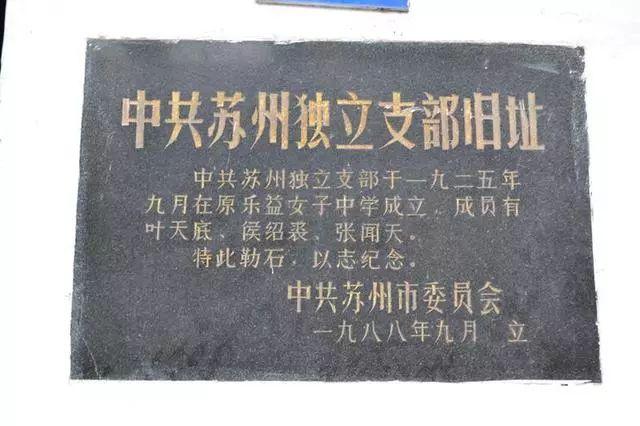 中共苏州独立支部旧址
中共苏州独立支部于一九二五年
九月在原乐益女子中学成立、成员有
叶天底、侯绍裘、张闻天。
特此勒石、以志纪念。
中共苏州市委员会
一九八八年九月 立